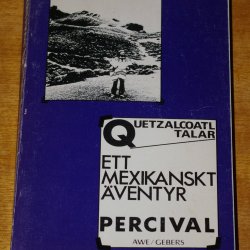 QUETZALCOATL
TALAR
ETT
MEXIKANSKT
ÄVENTYR
PERCIVAL
AWE/GEBERS